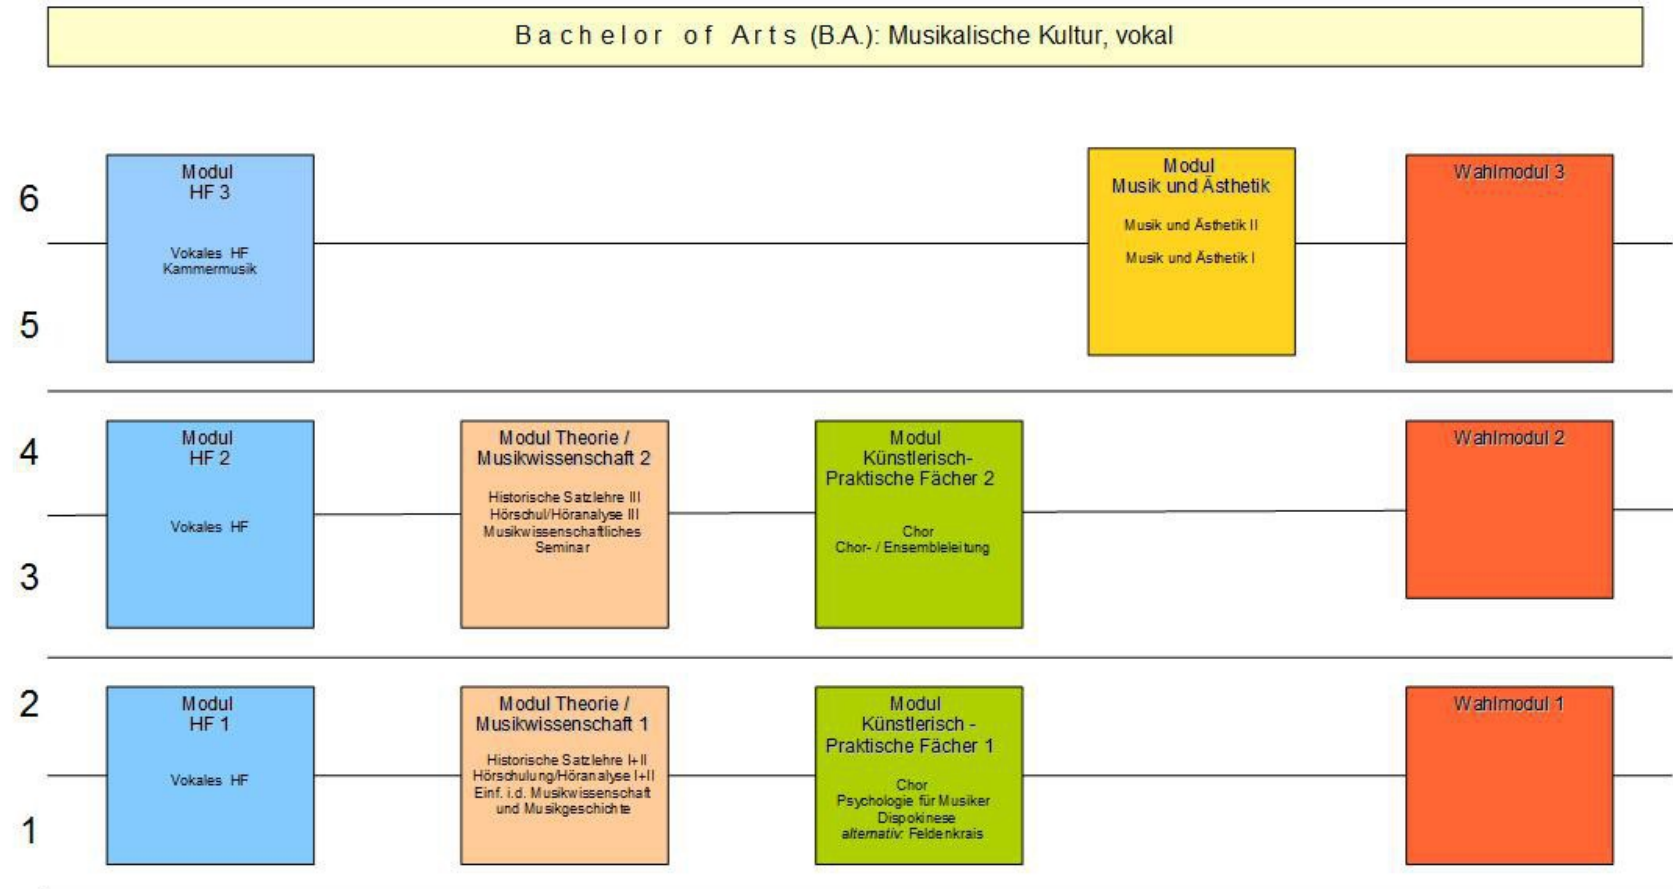 Bachelor of Arts (B.A.): Musikalische Kultur, vokal
6
Modul
HF 3
Vokales HF
Kammermusik
Modul
Musik und Ästhetik
Musik und Ästhetik II
Musik und Ästhetik I
Wahlmodul 3
5
4
Modul
HF 2
Vokales HF
Modul Theorie /
Musikwissenschaft 2
Historische Satzlehre III
Hörschul/Höranalyse III
Musikwissenschaftliches
Seminar
Modul
Künstlerisch-
Praktische Fächer 2
Chor
Chor- / Ensembleleitung
Wahlmodul 2
3
2
Modul
HF 1
Vokales HF
Modul Theorie /
Musikwissenschaft 1
Historische Satzlehre I+II
Hörschulung/Höranalyse I+II
Einf. i.d. Musikwissenschaft
und Musikgeschichte
Modul
Künstlerisch -
Praktische Fächer 1
Chor
Psychologie für Musiker
Dispokinese
alternativ: Feldenkrais
Wahlmodul 1
1